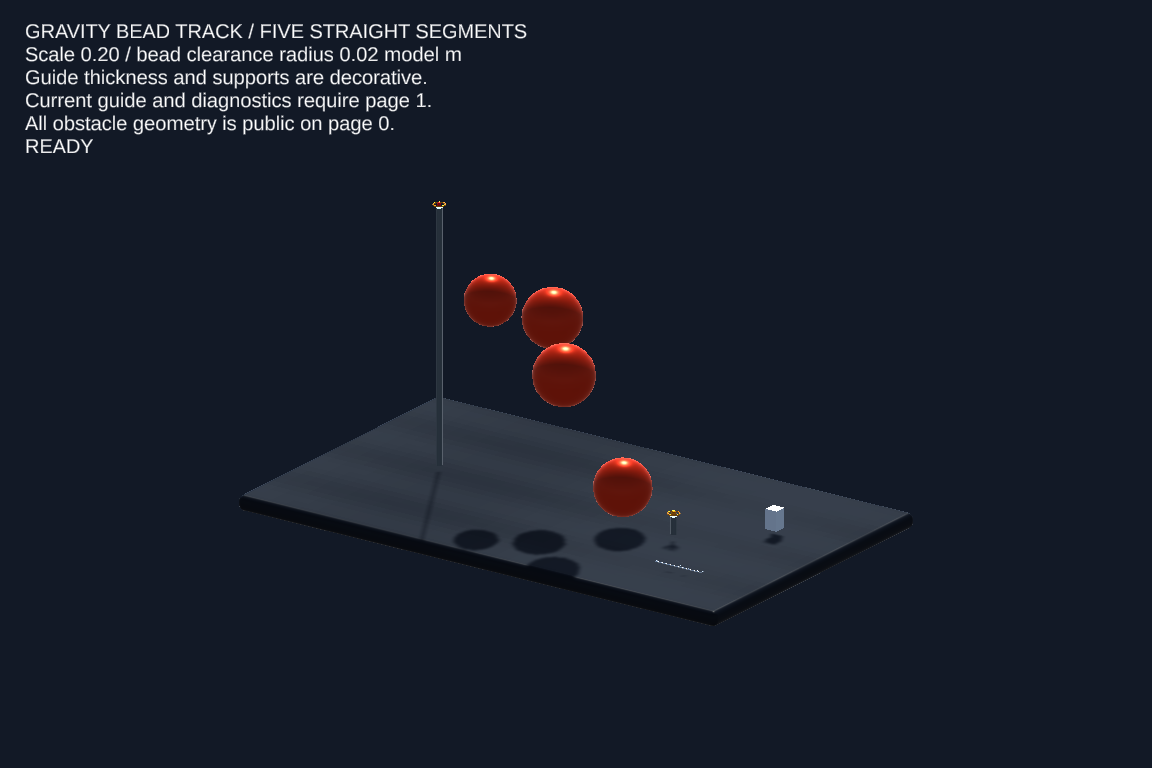 GRAVITY BEAD TRACK / FIVE STRAIGHT SEGMENTS
Scale 0.20 / bead clearance radius 0.02 model m
Guide thickness and supports are decorative.
Current guide and diagnostics require page 1.
All obstacle geometry is public on page 0.
READY